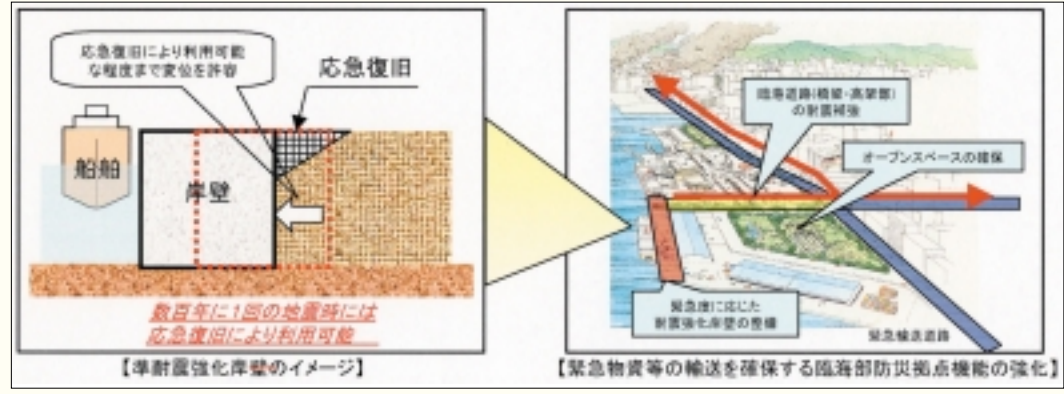 応急復旧により利用可能
な程度まで変位を許容
応急復旧
船舶
岸壁
数百年に1回の地震時には
応急復旧により利用可能
【準耐震強化岸壁のイメージ】
臨海道路(橋梁・高架部)
の耐震補強
オープンスペースの確保
緊急度に応じた
耐震強化岸壁の整備
緊急輸送道路
【緊急物資等の輸送を確保する臨海部防災拠点機能の強化】